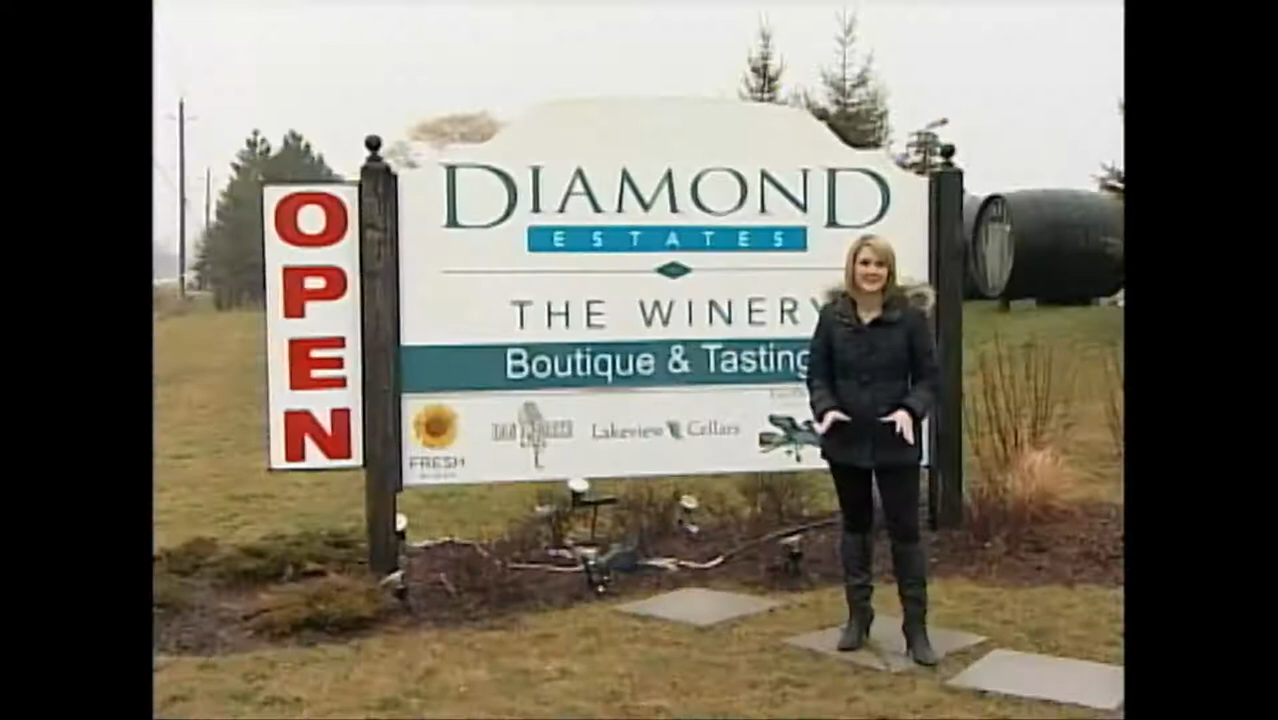 OPEN
DIAMOND
ESTATES
THE WINERY
Boutique & Tasting
FRESH
Lakeview Cellars